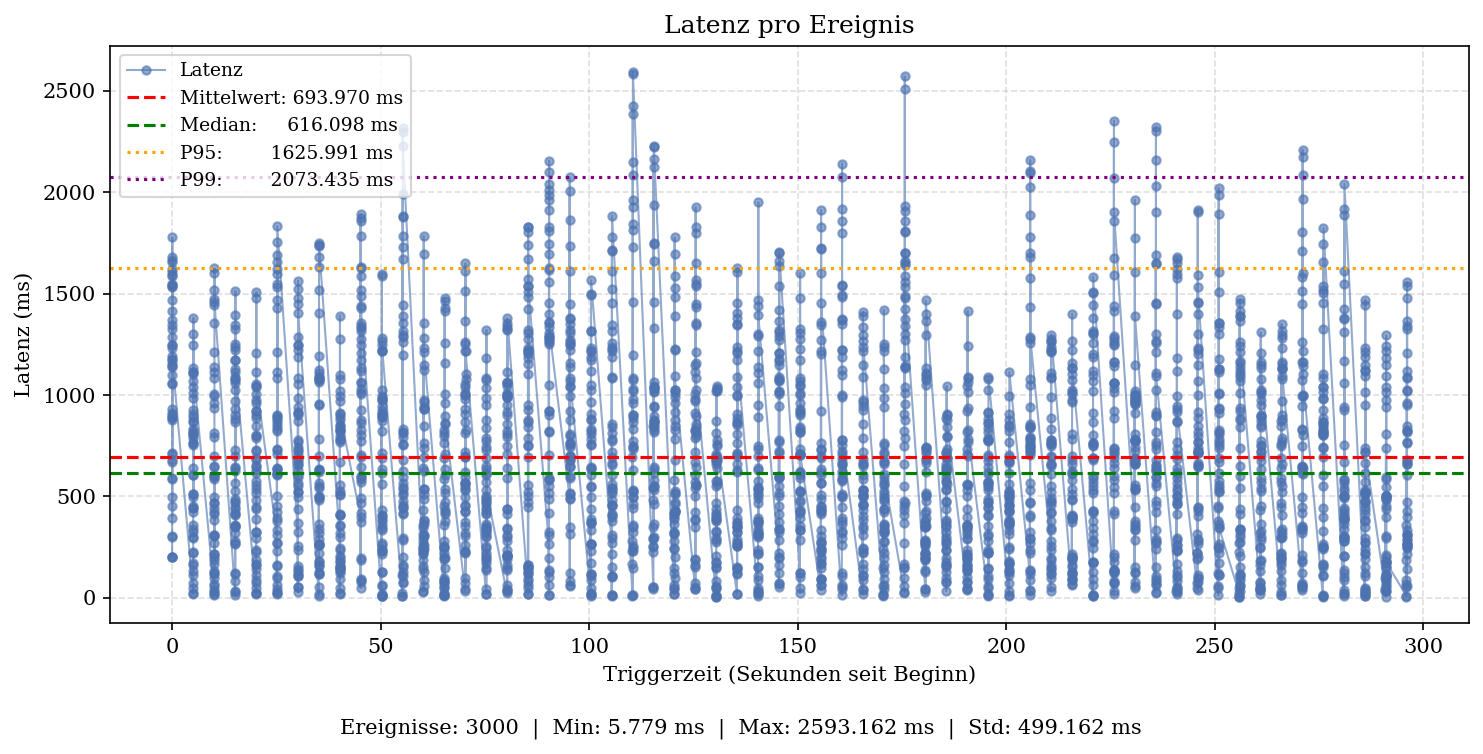 Latenz pro Ereignis
Latenz
Mittelwert: 693.970 ms
Median: 616.098 ms
P95: 1625.991 ms
P99: 2073.435 ms
Latenz (ms)
2500
2000
1500
1000
500
0
0 50 100 150 200 250 300
Triggerzeit (Sekunden seit Beginn)
Ereignisse: 3000 | Min: 5.779 ms | Max: 2593.162 ms | Std: 499.162 ms